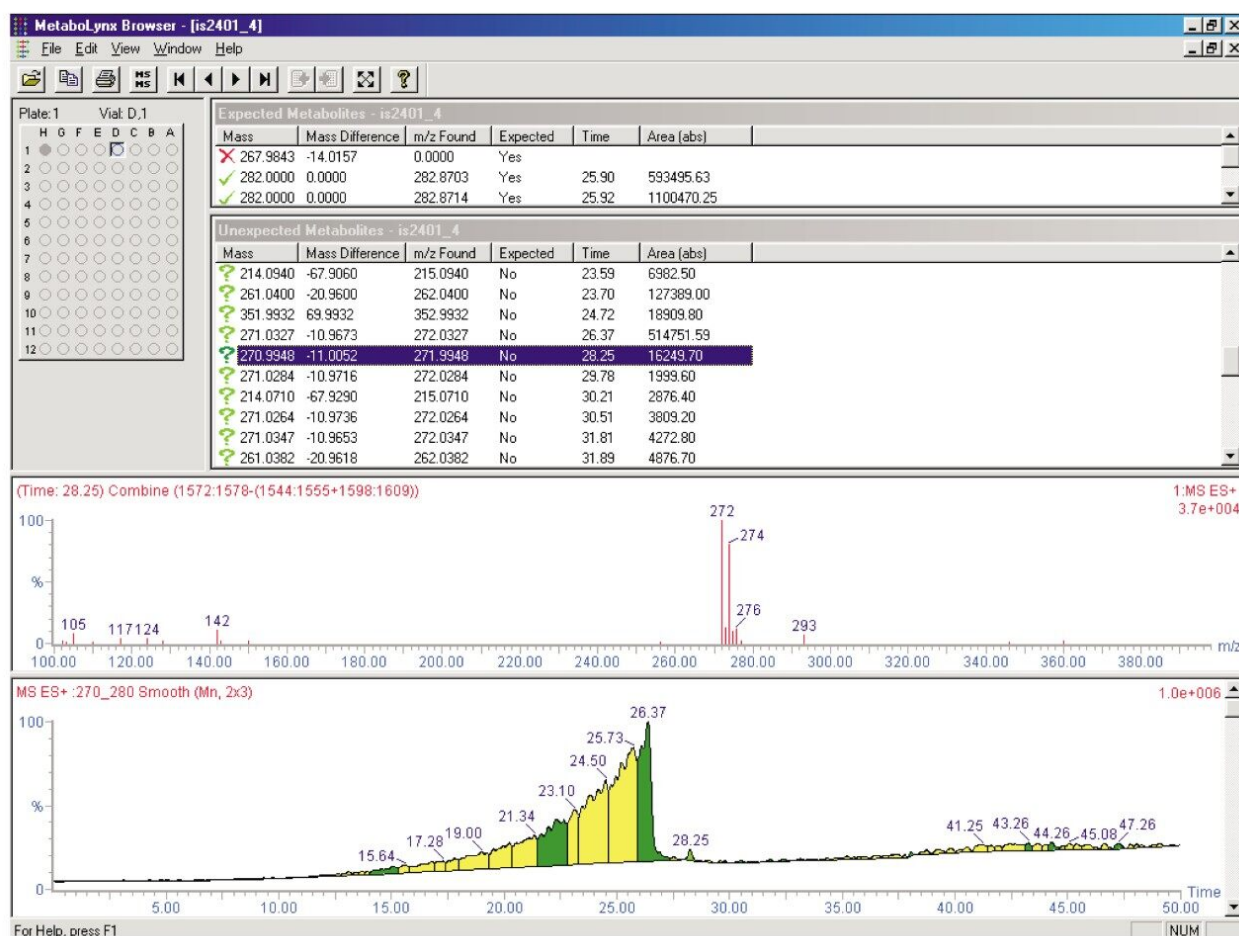 MetaboLynx Browser - [is2401_4]
File Edit View Window Help
MS
MS
Plate:1 Vial: D,1
H G F E D C B A
1
2
3
4
5
6
7
8
9
10
11
12
Expected Metabolites - is2401_4
Mass Mass Difference m/z Found Expected Time Area (abs)
267.9843 -14.0157 0.0000 Yes
282.0000 0.0000 282.8703 Yes 25.90 593495.63
282.0000 0.0000 282.8714 Yes 25.92 1100470.25
Unexpected Metabolites - is2401_4
Mass Mass Difference m/z Found Expected Time Area (abs)
? 214.0940 -67.9060 215.0940 No 23.59 6982.50
? 261.0400 -20.9600 262.0400 No 23.70 127389.00
? 351.9932 69.9932 352.9932 No 24.72 18909.80
? 271.0327 -10.9673 272.0327 No 26.37 514751.59
? 270.9948 -11.0052 271.9948 No 28.25 16249.70
? 271.0284 -10.9716 272.0284 No 29.78 1999.60
? 214.0710 -67.9290 215.0710 No 30.21 2876.40
? 271.0264 -10.9736 272.0264 No 30.51 3809.20
? 271.0347 -10.9653 272.0347 No 31.81 4272.80
? 261.0382 -20.9618 262.0382 No 31.89 4876.70
(Time: 28.25) Combine (1572:1578-(1544:1555+1598:1609)) 1:MS ES+
3.7e+004
100
%
0
272
274
276
293
105
117 124
142
m/z
100.00 120.00 140.00 160.00 180.00 200.00 220.00 240.00 260.00 280.00 300.00 320.00 340.00 360.00 380.00
MS ES+ :270_280 Smooth (Mn, 2x3) 1.0e+006
100
%
0
26.37
25.73
24.50
23.10
21.34
19.00
17.28
15.64
28.25
41.25
43.26
44.26
45.08
47.26
Time
5.00 10.00 15.00 20.00 25.00 30.00 35.00 40.00 45.00 50.00
For Help, press F1 NUM